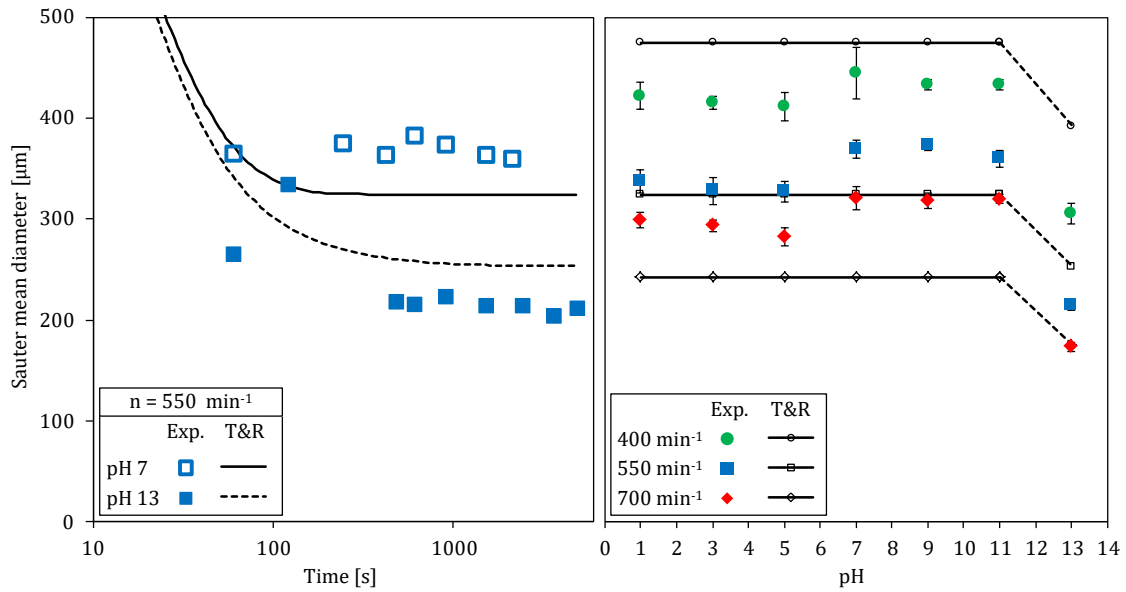 Sauter mean diameter [μm]
500
400
300
200
100
0
10
100
1000
Time [s]
n = 550 min⁻¹
Exp. T&R
pH 7
pH 13
Exp. T&R
400 min⁻¹
550 min⁻¹
700 min⁻¹
0 1 2 3 4 5 6 7 8 9 10 11 12 13 14
pH